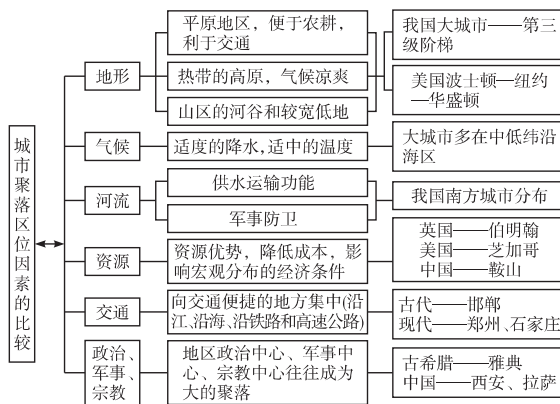 城市聚落区位因素的比较
地形
平原地区，便于农耕，
利于交通
热带的高原，气候凉爽
山区的河谷和较宽低地
我国大城市——第三
级阶梯
美国波士顿—纽约
—华盛顿
气候
适度的降水,适中的温度
大城市多在中低纬沿
海区
河流
供水运输功能
军事防卫
我国南方城市分布
资源
资源优势，降低成本，影
响宏观分布的经济条件
英国——伯明翰
美国——芝加哥
中国——鞍山
交通
向交通便捷的地方集中(沿
江、沿海、沿铁路和高速公路)
古代——邯郸
现代——郑州、石家庄
政治、
军事、
宗教
地区政治中心、军事中
心、宗教中心往往成为
大的聚落
古希腊——雅典
中国——西安、拉萨